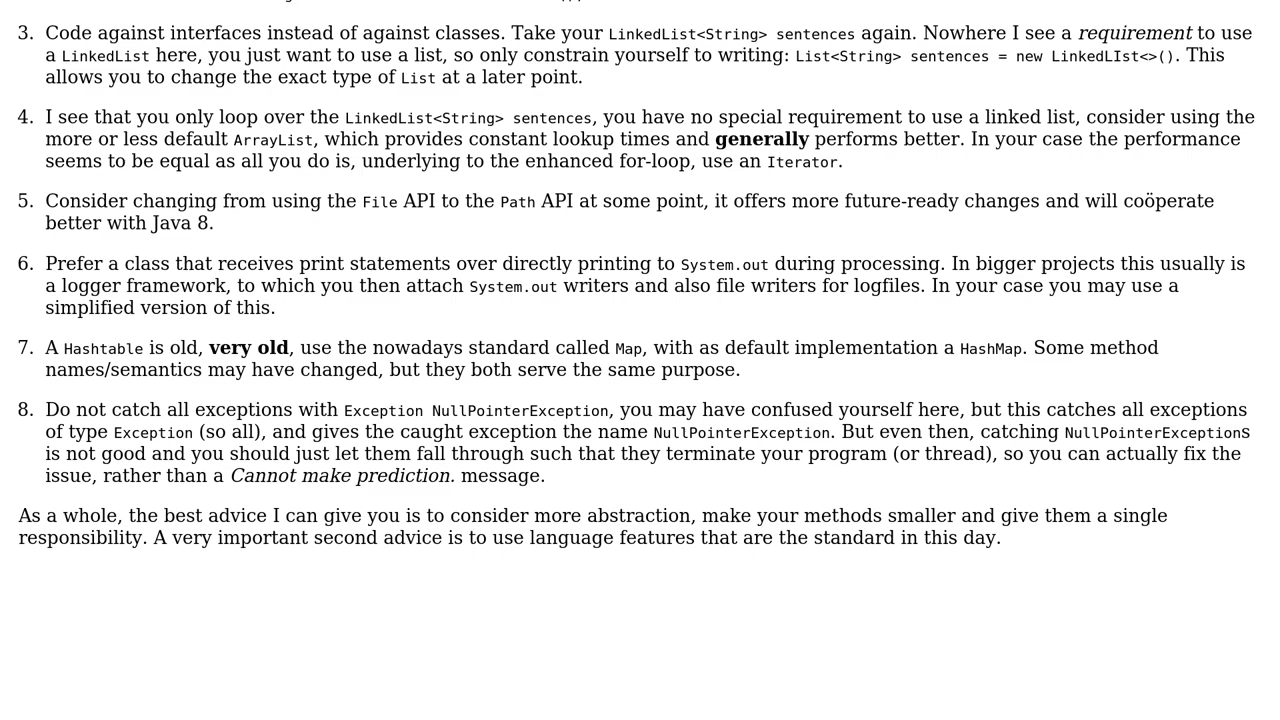 3. Code against interfaces instead of against classes. Take your LinkedList<String> sentences again. Nowhere I see a requirement to use
a LinkedList here, you just want to use a list, so only constrain yourself to writing: List<String> sentences = new LinkedLIst<>(). This
allows you to change the exact type of List at a later point.
4. I see that you only loop over the LinkedList<String> sentences, you have no special requirement to use a linked list, consider using the
more or less default ArrayList, which provides constant lookup times and generally performs better. In your case the performance
seems to be equal as all you do is, underlying to the enhanced for-loop, use an Iterator.
5. Consider changing from using the File API to the Path API at some point, it offers more future-ready changes and will coöperate
better with Java 8.
6. Prefer a class that receives print statements over directly printing to System.out during processing. In bigger projects this usually is
a logger framework, to which you then attach System.out writers and also file writers for logfiles. In your case you may use a
simplified version of this.
7. A Hashtable is old, very old, use the nowadays standard called Map, with as default implementation a HashMap. Some method
names/semantics may have changed, but they both serve the same purpose.
8. Do not catch all exceptions with Exception NullPointerException, you may have confused yourself here, but this catches all exceptions
of type Exception (so all), and gives the caught exception the name NullPointerException. But even then, catching NullPointerExceptions
is not good and you should just let them fall through such that they terminate your program (or thread), so you can actually fix the
issue, rather than a Cannot make prediction. message.
As a whole, the best advice I can give you is to consider more abstraction, make your methods smaller and give them a single
responsibility. A very important second advice is to use language features that are the standard in this day.